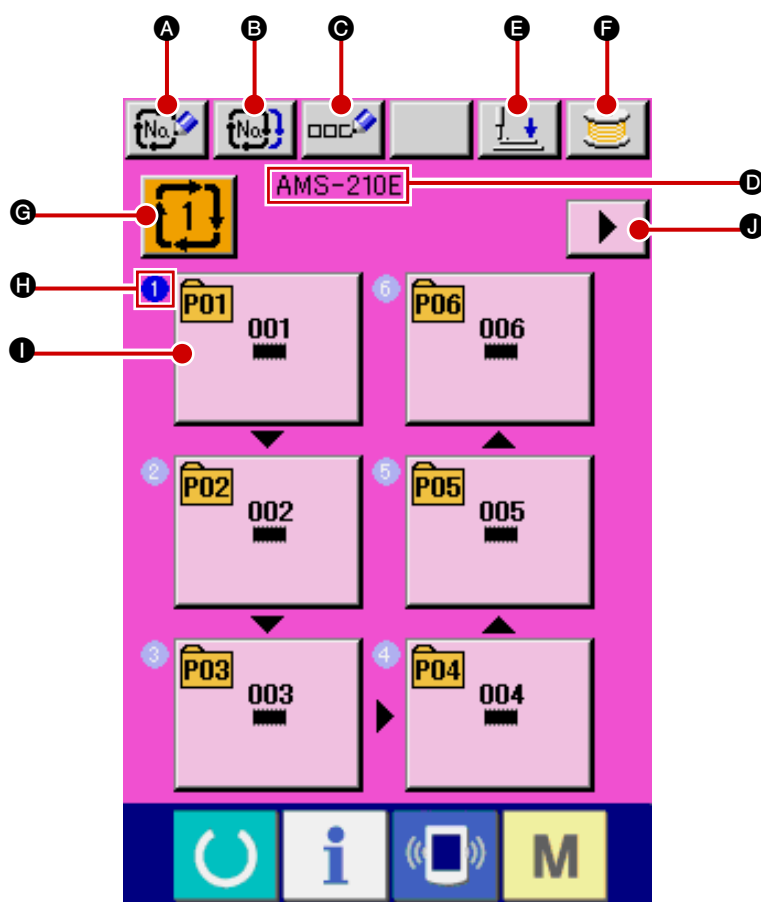 A B C E F
No. No.
AMS-210E D
G 1 J
H 1 P01 001 6 P06 006
I
2 P02 002 5 P05 005
3 P03 003 4 P04 004
i M